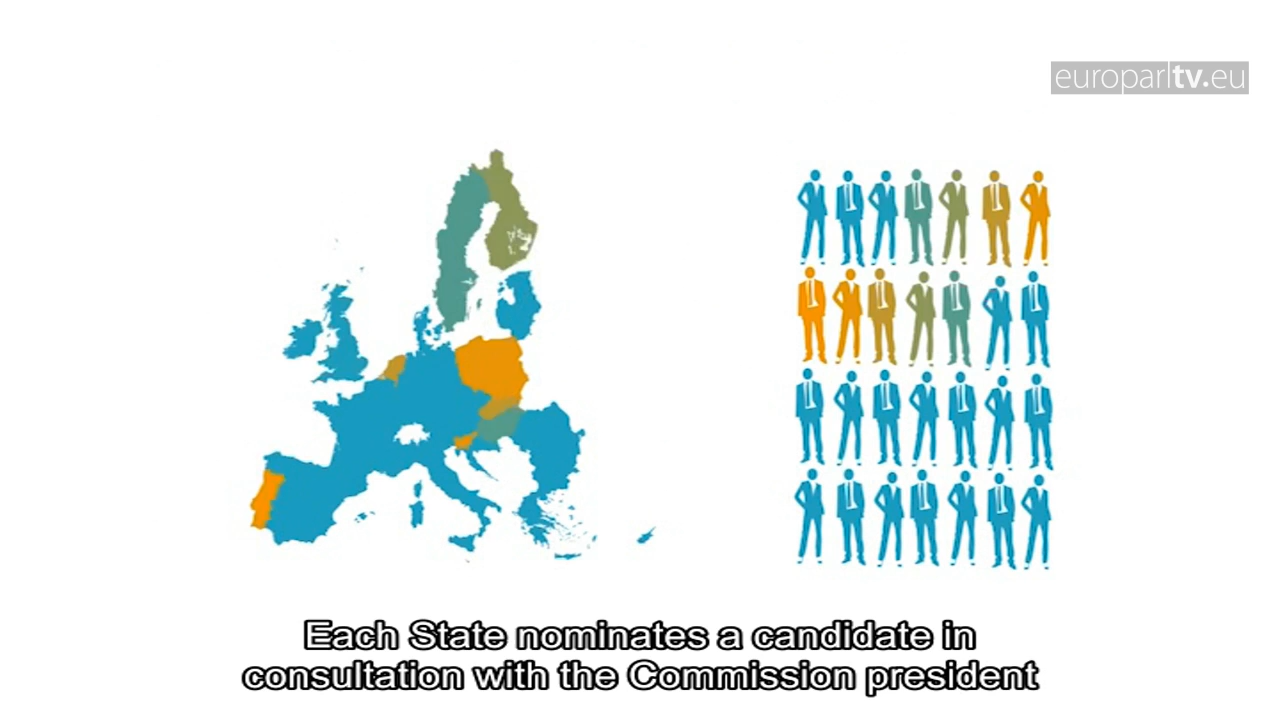 europarltv.eu
Each State nominates a candidate in
consultation with the Commission president